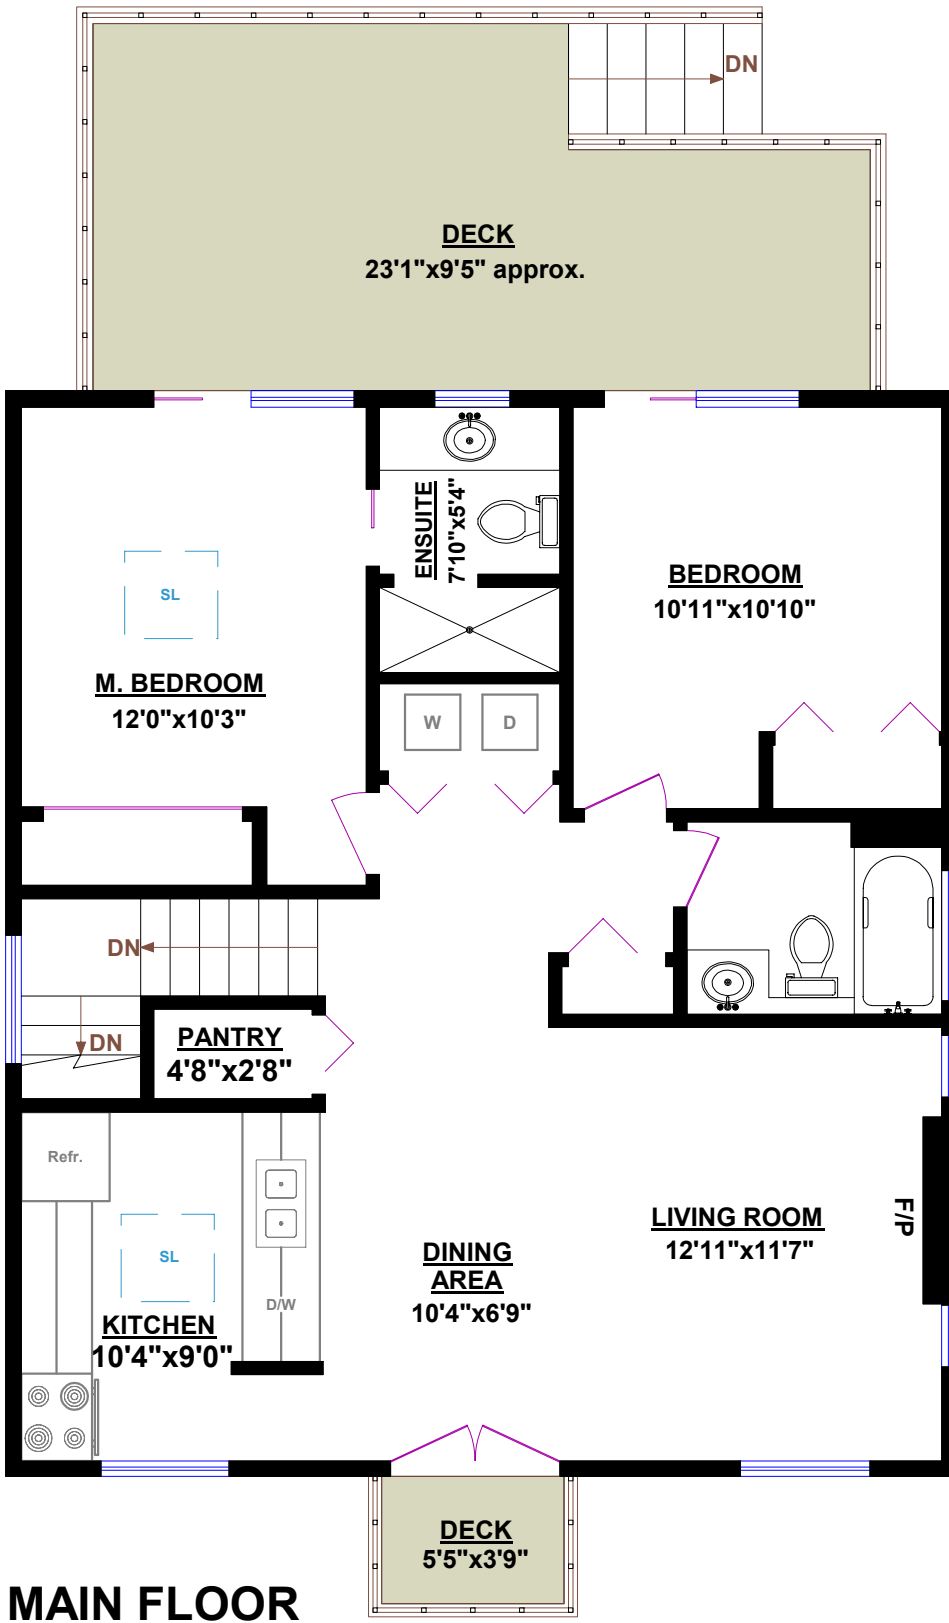 DN
DECK
23'1"x9'5" approx.
ENSUITE
7'10"x5'4"
BEDROOM
10'11"x10'10"
SL
M. BEDROOM
12'0"x10'3"
W
D
DN
DN
PANTRY
4'8"x2'8"
Refr.
SL
KITCHEN
10'4"x9'0"
D/W
DINING
AREA
10'4"x6'9"
LIVING ROOM
12'11"x11'7"
F/P
DECK
5'5"x3'9"
MAIN FLOOR